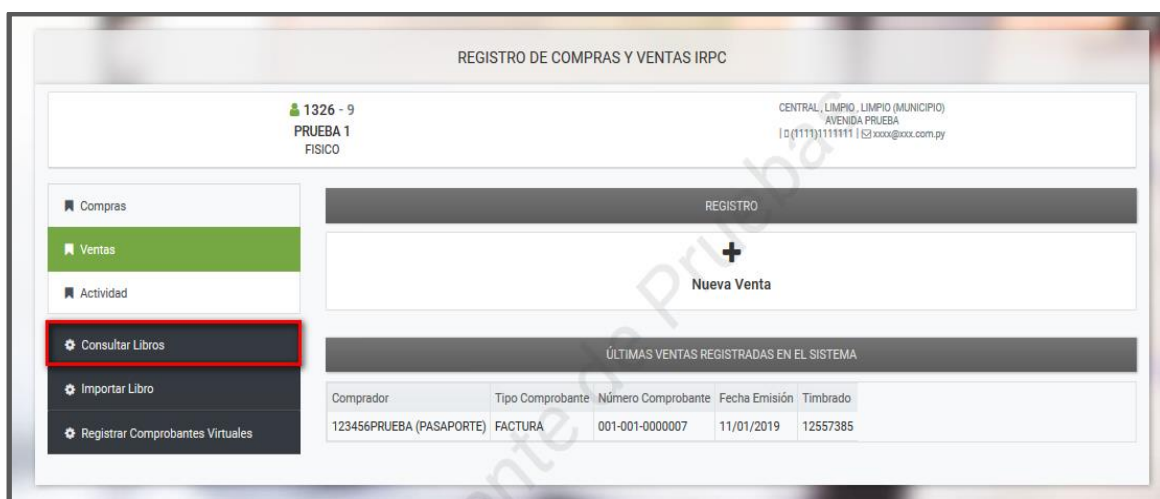 REGISTRO DE COMPRAS Y VENTAS IRPC
1326 - 9
PRUEBA 1
FISICO
CENTRAL , LIMPIO , LIMPIO (MUNICIPIO)
AVENIDA PRUEBA
| (1111)1111111 | xxxx@xxx.com.py
Compras
Ventas
Actividad
Consultar Libros
Importar Libro
Registrar Comprobantes Virtuales
REGISTRO
Nueva Venta
ÚLTIMAS VENTAS REGISTRADAS EN EL SISTEMA
Comprador Tipo Comprobante Número Comprobante Fecha Emisión Timbrado
123456PRUEBA (PASAPORTE) FACTURA 001-001-0000007 11/01/2019 12557385
nte de Pruebas